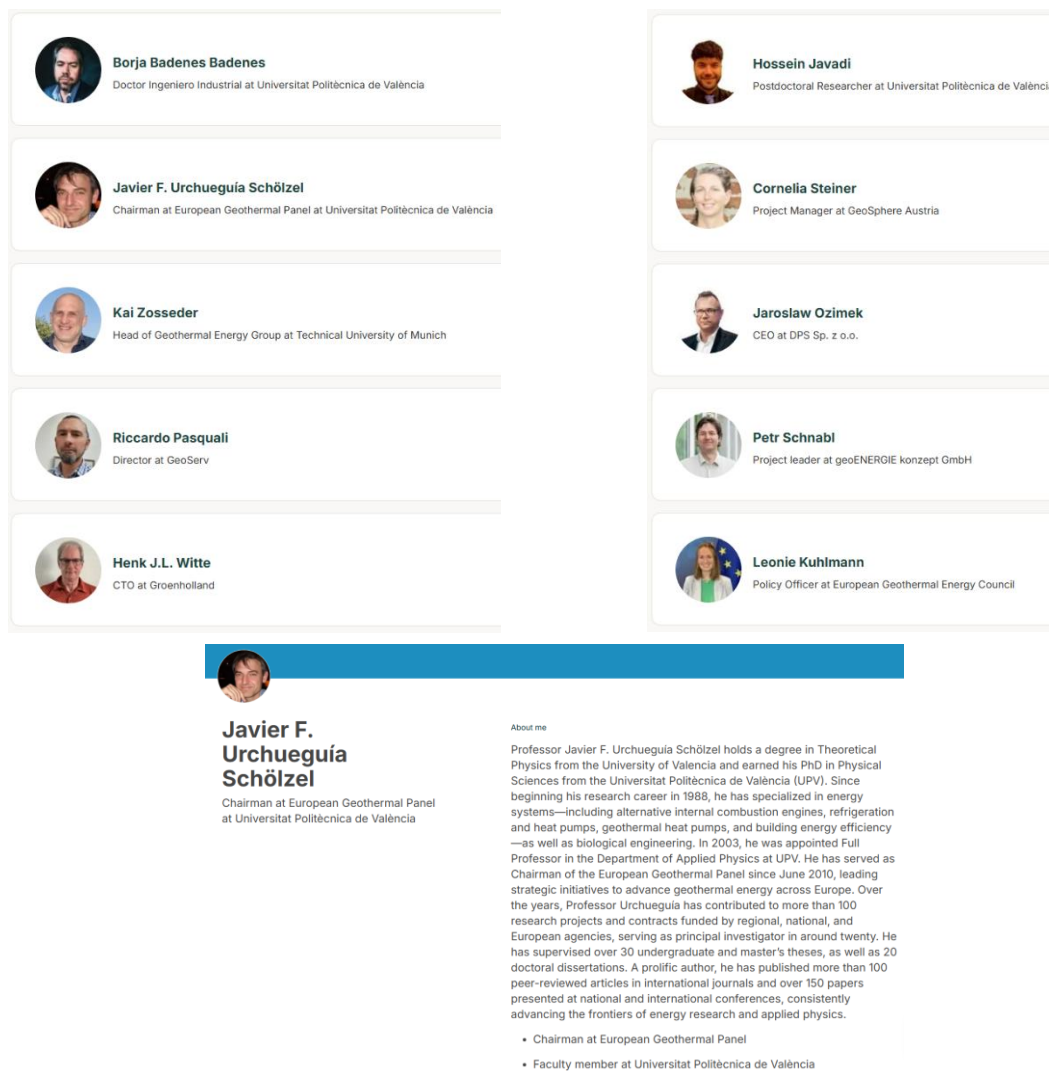 Borja Badenes Badenes
Doctor Ingeniero Industrial at Universitat Politècnica de València
Javier F. Urchueguía Schölzel
Chairman at European Geothermal Panel at Universitat Politècnica de València
Kai Zosseder
Head of Geothermal Energy Group at Technical University of Munich
Riccardo Pasquali
Director at GeoServ
Henk J.L. Witte
CTO at Groenholland
Hossein Javadi
Postdoctoral Researcher at Universitat Politècnica de València
Cornelia Steiner
Project Manager at GeoSphere Austria
Jaroslaw Ozimek
CEO at DPS Sp. z o.o.
Petr Schnabl
Project leader at geoENERGIE konzept GmbH
Leonie Kuhlmann
Policy Officer at European Geothermal Energy Council
Javier F.
Urchueguía
Schölzel
Chairman at European Geothermal Panel
at Universitat Politècnica de València
About me
Professor Javier F. Urchueguía Schölzel holds a degree in Theoretical
Physics from the University of Valencia and earned his PhD in Physical
Sciences from the Universitat Politècnica de València (UPV). Since
beginning his research career in 1988, he has specialized in energy
systems—including alternative internal combustion engines, refrigeration
and heat pumps, geothermal heat pumps, and building energy efficiency
—as well as biological engineering. In 2003, he was appointed Full
Professor in the Department of Applied Physics at UPV. He has served as
Chairman of the European Geothermal Panel since June 2010, leading
strategic initiatives to advance geothermal energy across Europe. Over
the years, Professor Urchueguía has contributed to more than 100
research projects and contracts funded by regional, national, and
European agencies, serving as principal investigator in around twenty. He
has supervised over 30 undergraduate and master's theses, as well as 20
doctoral dissertations. A prolific author, he has published more than 100
peer-reviewed articles in international journals and over 150 papers
presented at national and international conferences, consistently
advancing the frontiers of energy research and applied physics.
• Chairman at European Geothermal Panel
• Faculty member at Universitat Politècnica de València